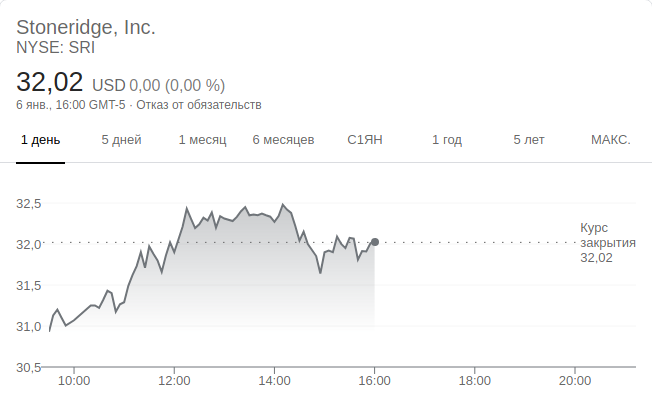 Stoneridge, Inc.
NYSE: SRI
32,02 USD 0,00 (0,00 %)
6 янв., 16:00 GMT-5 · Отказ от обязательств
1 день 5 дней 1 месяц 6 месяцев С1ЯН 1 год 5 лет МАКС.
32,5
Курс
32,0 закрытия
32,02
31,5
31,0
30,5
10:00 12:00 14:00 16:00 18:00 20:00